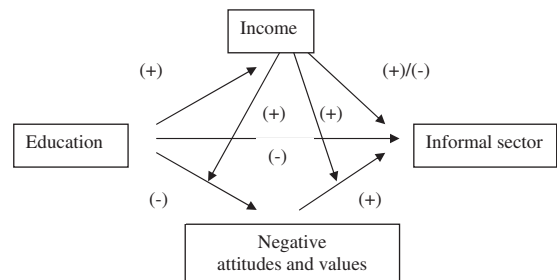 Income
(+)
(+)/(-)
(+)
(+)
Education
Informal sector
(-)
(-)
(+)
Negative
attitudes and values